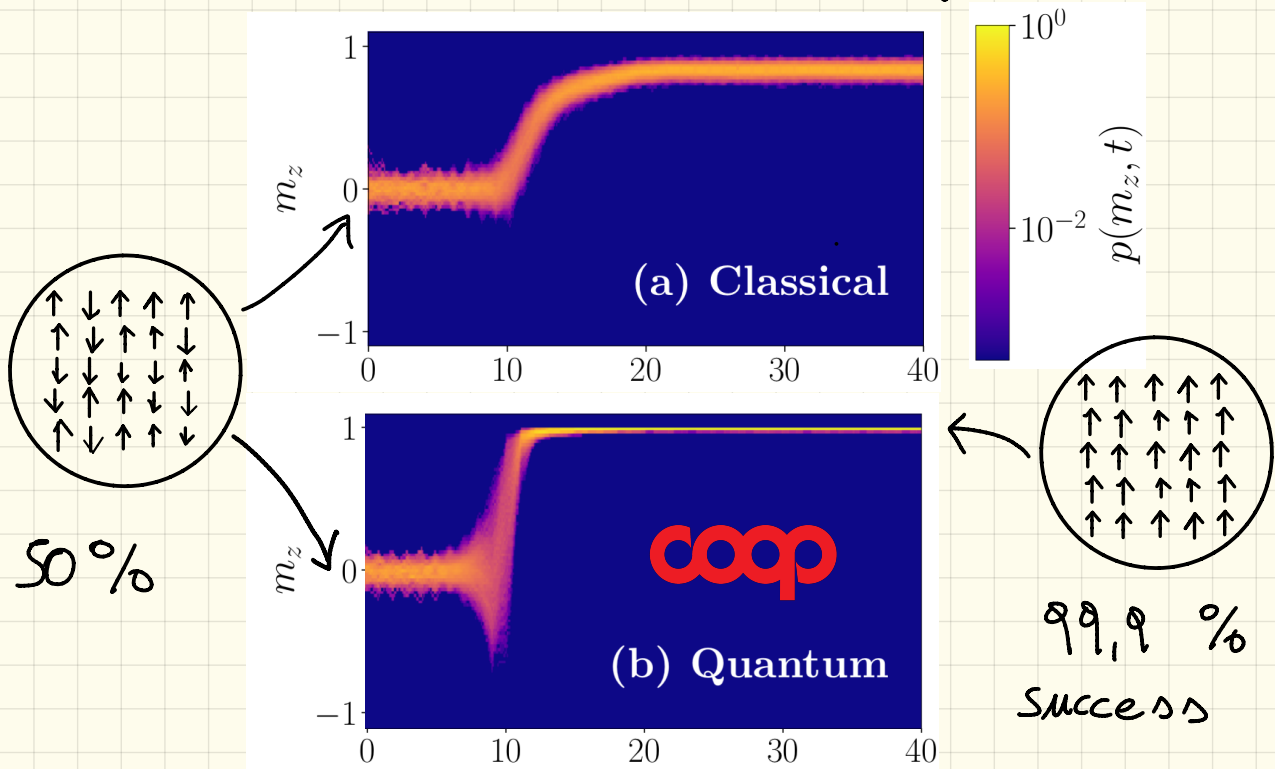 1
0
−1
m_z
(a) Classical
0 10 20 30 40
10^0
10^−2
p(m_z, t)
50 %
1
0
−1
m_z
coop
(b) Quantum
0 10 20 30 40
99,9 %
success